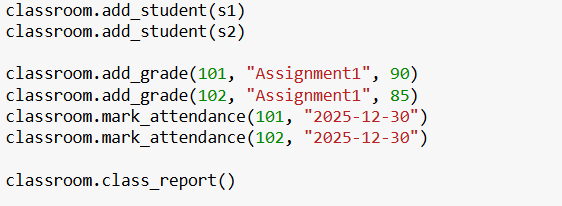 classroom.add_student(s1)
classroom.add_student(s2)
classroom.add_grade(101, "Assignment1", 90)
classroom.add_grade(102, "Assignment1", 85)
classroom.mark_attendance(101, "2025-12-30")
classroom.mark_attendance(102, "2025-12-30")
classroom.class_report()